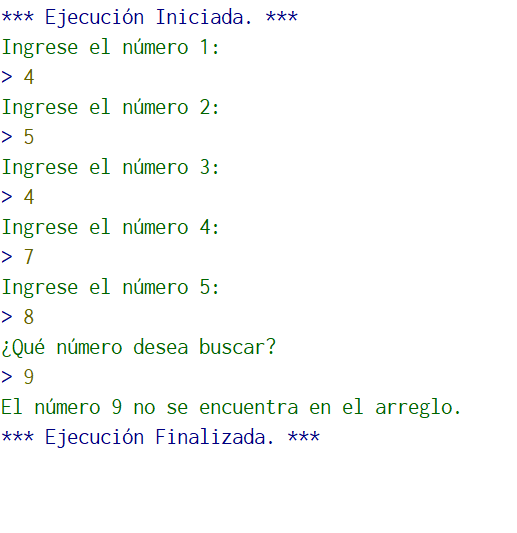 *** Ejecución Iniciada. ***
Ingrese el número 1:
> 4
Ingrese el número 2:
> 5
Ingrese el número 3:
> 4
Ingrese el número 4:
> 7
Ingrese el número 5:
> 8
¿Qué número desea buscar?
> 9
El número 9 no se encuentra en el arreglo.
*** Ejecución Finalizada. ***